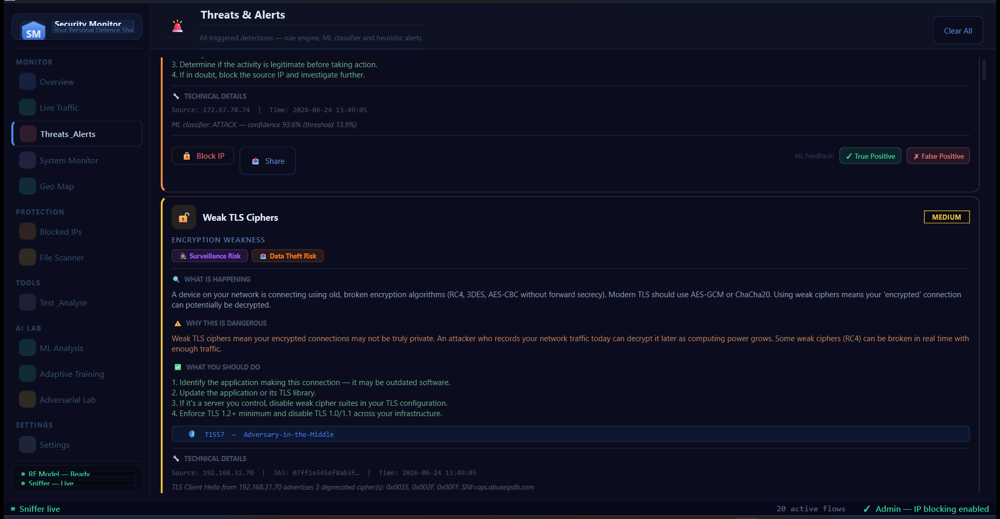 SM
Security Monitor
Your Personal Defence Shie
MONITOR
Overview
Live Traffic
Threats _Alerts
System Monitor
Geo Map
PROTECTION
Blocked IPs
File Scanner
TOOLS
Test _Analyse
AI LAB
ML Analysis
Adaptive Training
Adversarial Lab
SETTINGS
Settings
RF Model — Ready
Sniffer — Live
Threats & Alerts
All triggered detections — rule engine, ML classifier and heuristic alerts
Clear All
3. Determine if the activity is legitimate before taking action.
4. If in doubt, block the source IP and investigate further.
TECHNICAL DETAILS
Source: 172.67.70.74 | Time: 2026-06-24 13:49:05
ML classifier: ATTACK — confidence 93.6% (threshold 13.9%)
Block IP
Share
ML Feedback:
✓ True Positive
✗ False Positive
Weak TLS Ciphers
MEDIUM
ENCRYPTION WEAKNESS
Surveillance Risk
Data Theft Risk
WHAT IS HAPPENING
A device on your network is connecting using old, broken encryption algorithms (RC4, 3DES, AES-CBC without forward secrecy). Modern TLS should use AES-GCM or ChaCha20. Using weak ciphers means your 'encrypted' connection
can potentially be decrypted.
WHY THIS IS DANGEROUS
Weak TLS ciphers mean your encrypted connections may not be truly private. An attacker who records your network traffic today can decrypt it later as computing power grows. Some weak ciphers (RC4) can be broken in real time with
enough traffic.
WHAT YOU SHOULD DO
1. Identify the application making this connection — it may be outdated software.
2. Update the application or its TLS library.
3. If it's a server you control, disable weak cipher suites in your TLS configuration.
4. Enforce TLS 1.2+ minimum and disable TLS 1.0/1.1 across your infrastructure.
T1557 — Adversary-in-the-Middle
TECHNICAL DETAILS
Source: 192.168.31.70 | JA3: 07ff1e545ef8ab3f… | Time: 2026-06-24 13:49:05
TLS Client Hello from 192.168.31.70 advertises 3 deprecated cipher(s): 0x0035, 0x002F, 0x00FF. SNI=api.abuseipdb.com
Sniffer live
20 active flows
✓ Admin — IP blocking enabled